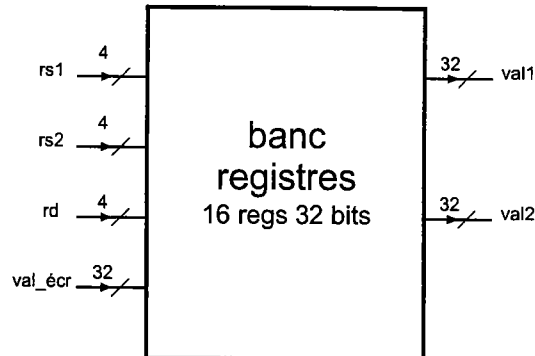 4
rs1
4
rs2
4
rd
32
val_écr
banc
registres
16 regs 32 bits
32
val1
32
val2